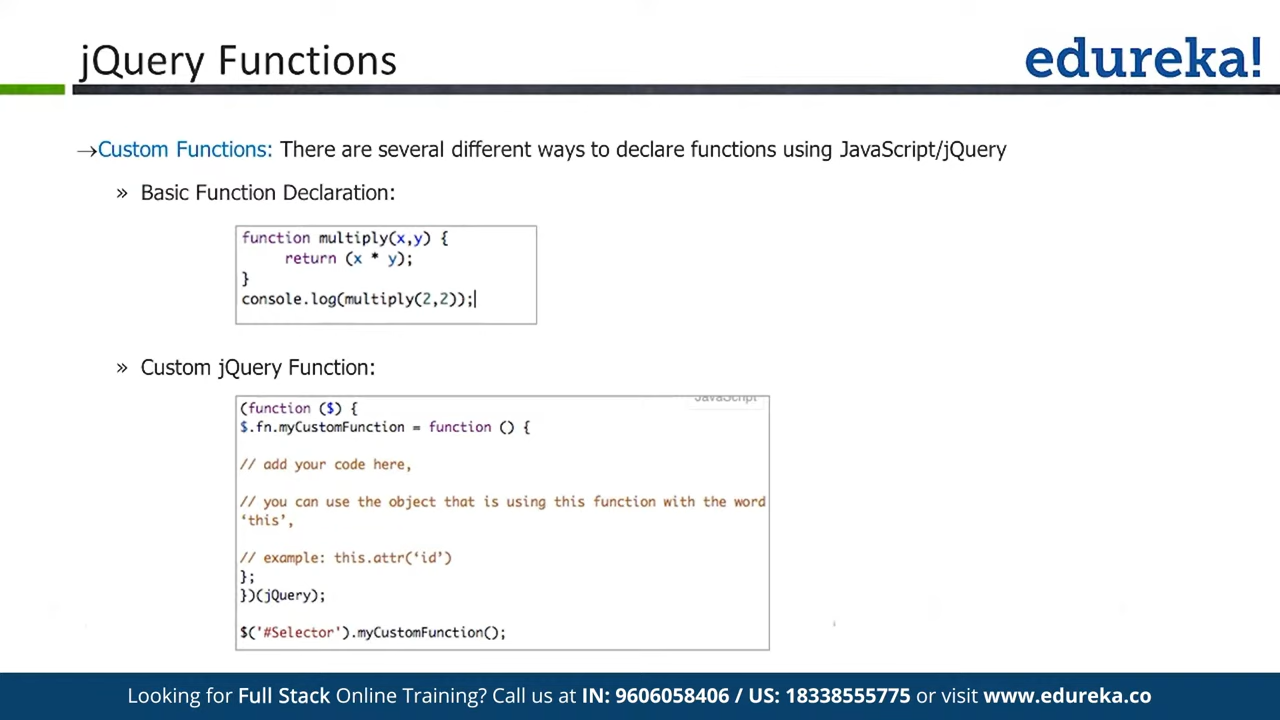 jQuery Functions
edureka!
→Custom Functions: There are several different ways to declare functions using JavaScript/jQuery
» Basic Function Declaration:
function multiply(x,y) {
return (x * y);
}
console.log(multiply(2,2));
» Custom jQuery Function:
JavaScript
(function ($) {
$.fn.myCustomFunction = function () {
// add your code here,
// you can use the object that is using this function with the word
‘this’,
// example: this.attr(‘id’)
};
})(jQuery);
$('#Selector').myCustomFunction();
Looking for Full Stack Online Training? Call us at IN: 9606058406 / US: 18338555775 or visit www.edureka.co